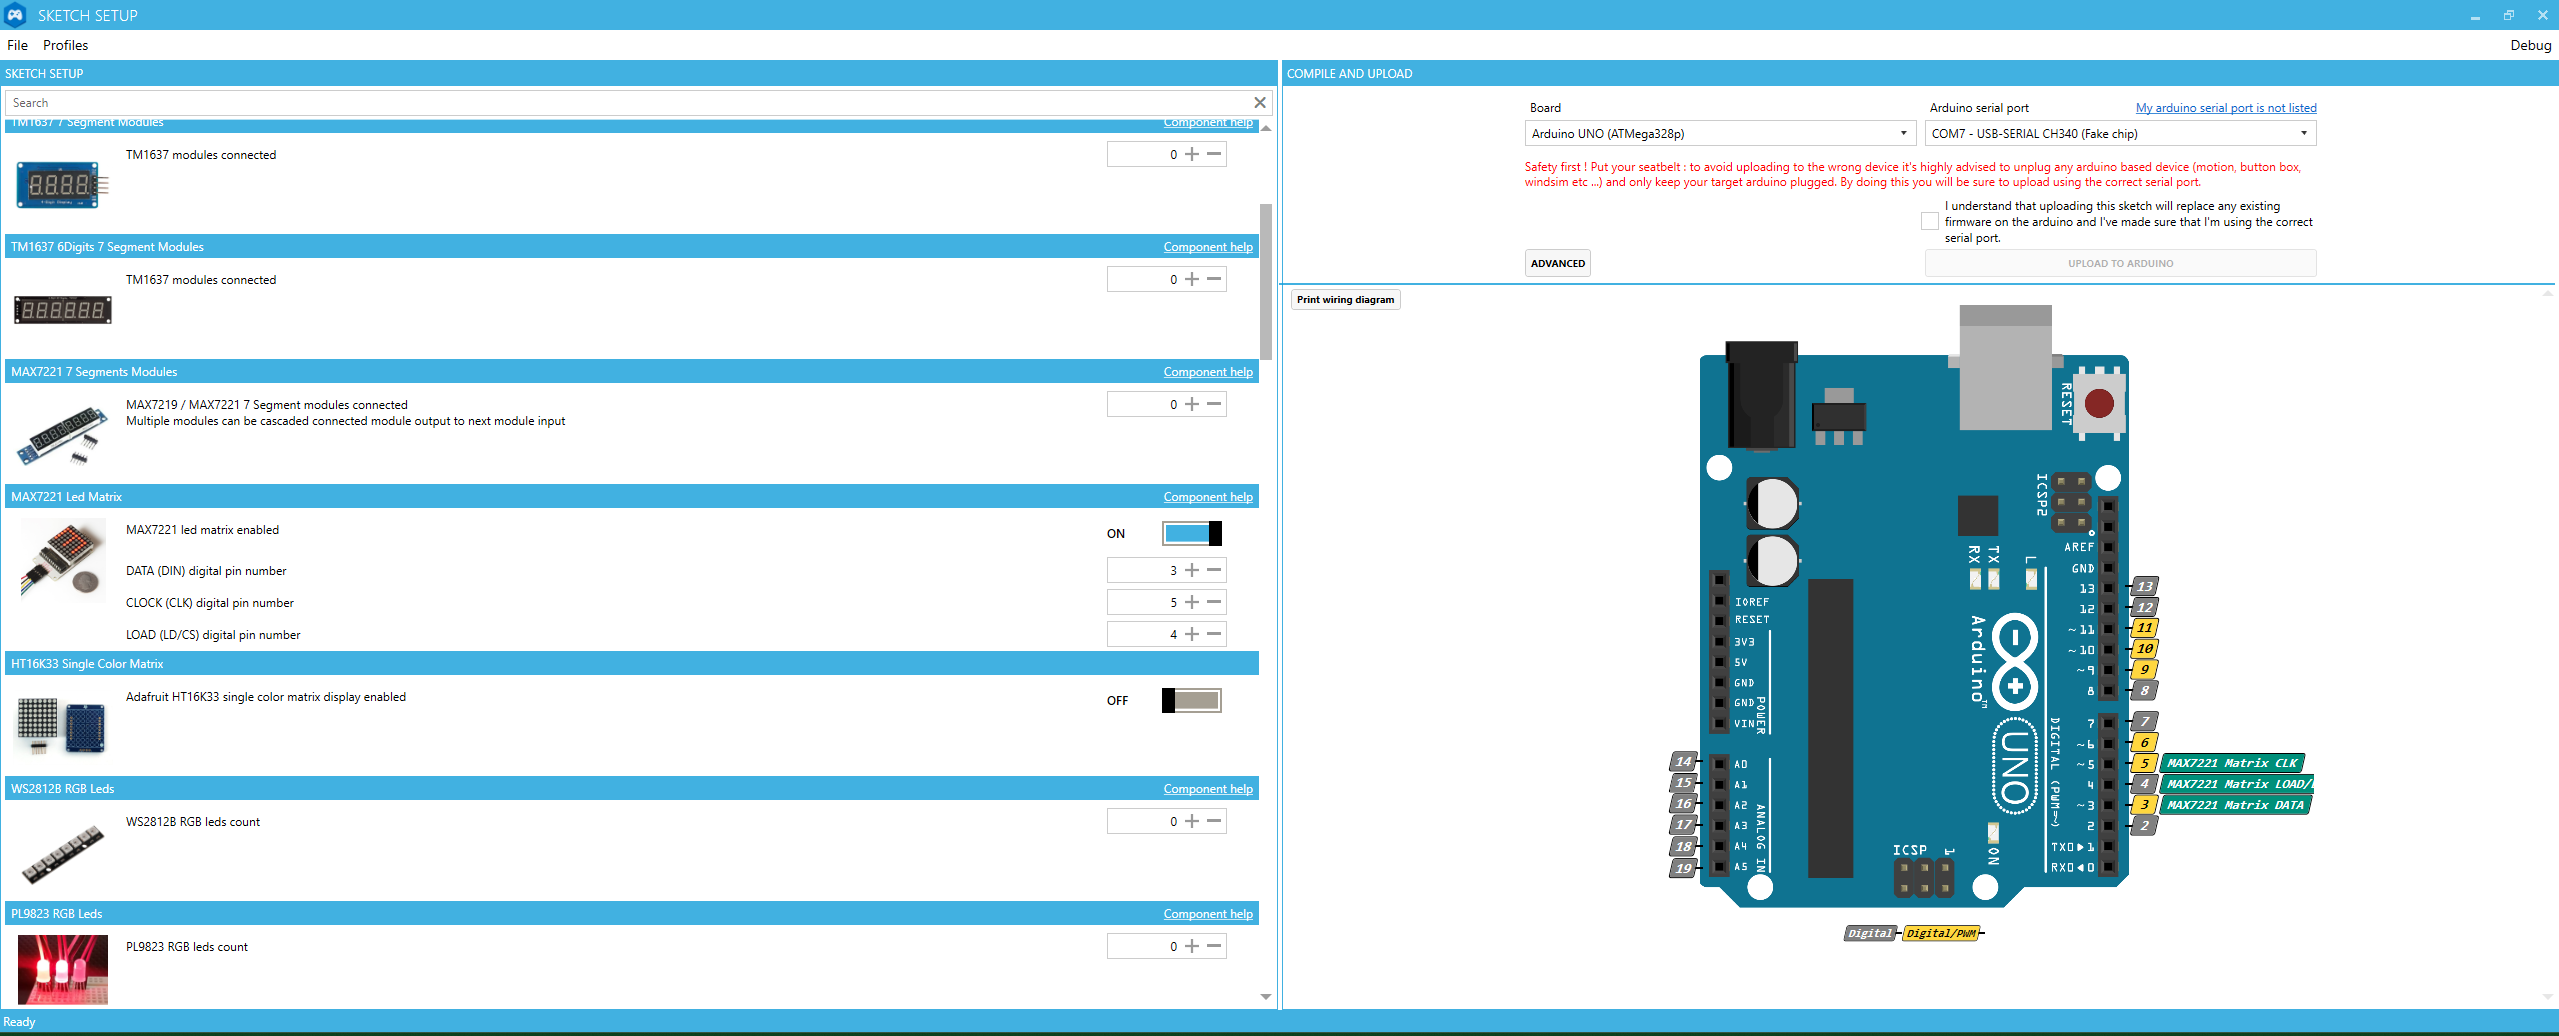 SKETCH SETUP
File Profiles Debug
SKETCH SETUP
Search
TM1637 7 Segment Modules Component help
TM1637 modules connected 0
TM1637 6Digits 7 Segment Modules Component help
TM1637 modules connected 0
MAX7221 7 Segments Modules Component help
MAX7219 / MAX7221 7 Segment modules connected 0
Multiple modules can be cascaded connected module output to next module input
MAX7221 Led Matrix Component help
MAX7221 led matrix enabled ON
DATA (DIN) digital pin number 3
CLOCK (CLK) digital pin number 5
LOAD (LD/CS) digital pin number 4
HT16K33 Single Color Matrix
Adafruit HT16K33 single color matrix display enabled OFF
WS2812B RGB Leds Component help
WS2812B RGB leds count 0
PL9823 RGB Leds Component help
PL9823 RGB leds count 0
Ready
COMPILE AND UPLOAD
Board
Arduino UNO (ATMega328p)
Arduino serial port My arduino serial port is not listed
COM7 - USB-SERIAL CH340 (Fake chip)
Safety first ! Put your seatbelt : to avoid uploading to the wrong device it's highly advised to unplug any arduino based device (motion, button box,
windsim etc ...) and only keep your target arduino plugged. By doing this you will be sure to upload using the correct serial port.
I understand that uploading this sketch will replace any existing
firmware on the arduino and I've made sure that I'm using the correct
serial port.
ADVANCED
UPLOAD TO ARDUINO
Print wiring diagram
RESET
ICSP2
AREF
GND
RX
TX
L
13 13
12 12
~11 11
~10 10
~9 9
8 8
7 7
~6 6
~5 5 MAX7221 Matrix CLK
4 4 MAX7221 Matrix LOAD/
~3 3 MAX7221 Matrix DATA
2 2
TX0 1
RX0 0
DIGITAL (PWM=~)
Arduino™
UNO
ON
ICSP
1
IOREF
RESET
3V3
5V
GND
GND
VIN
POWER
14 A0
15 A1
16 A2
17 A3
18 A4
19 A5
ANALOG IN
Digital Digital/PWM